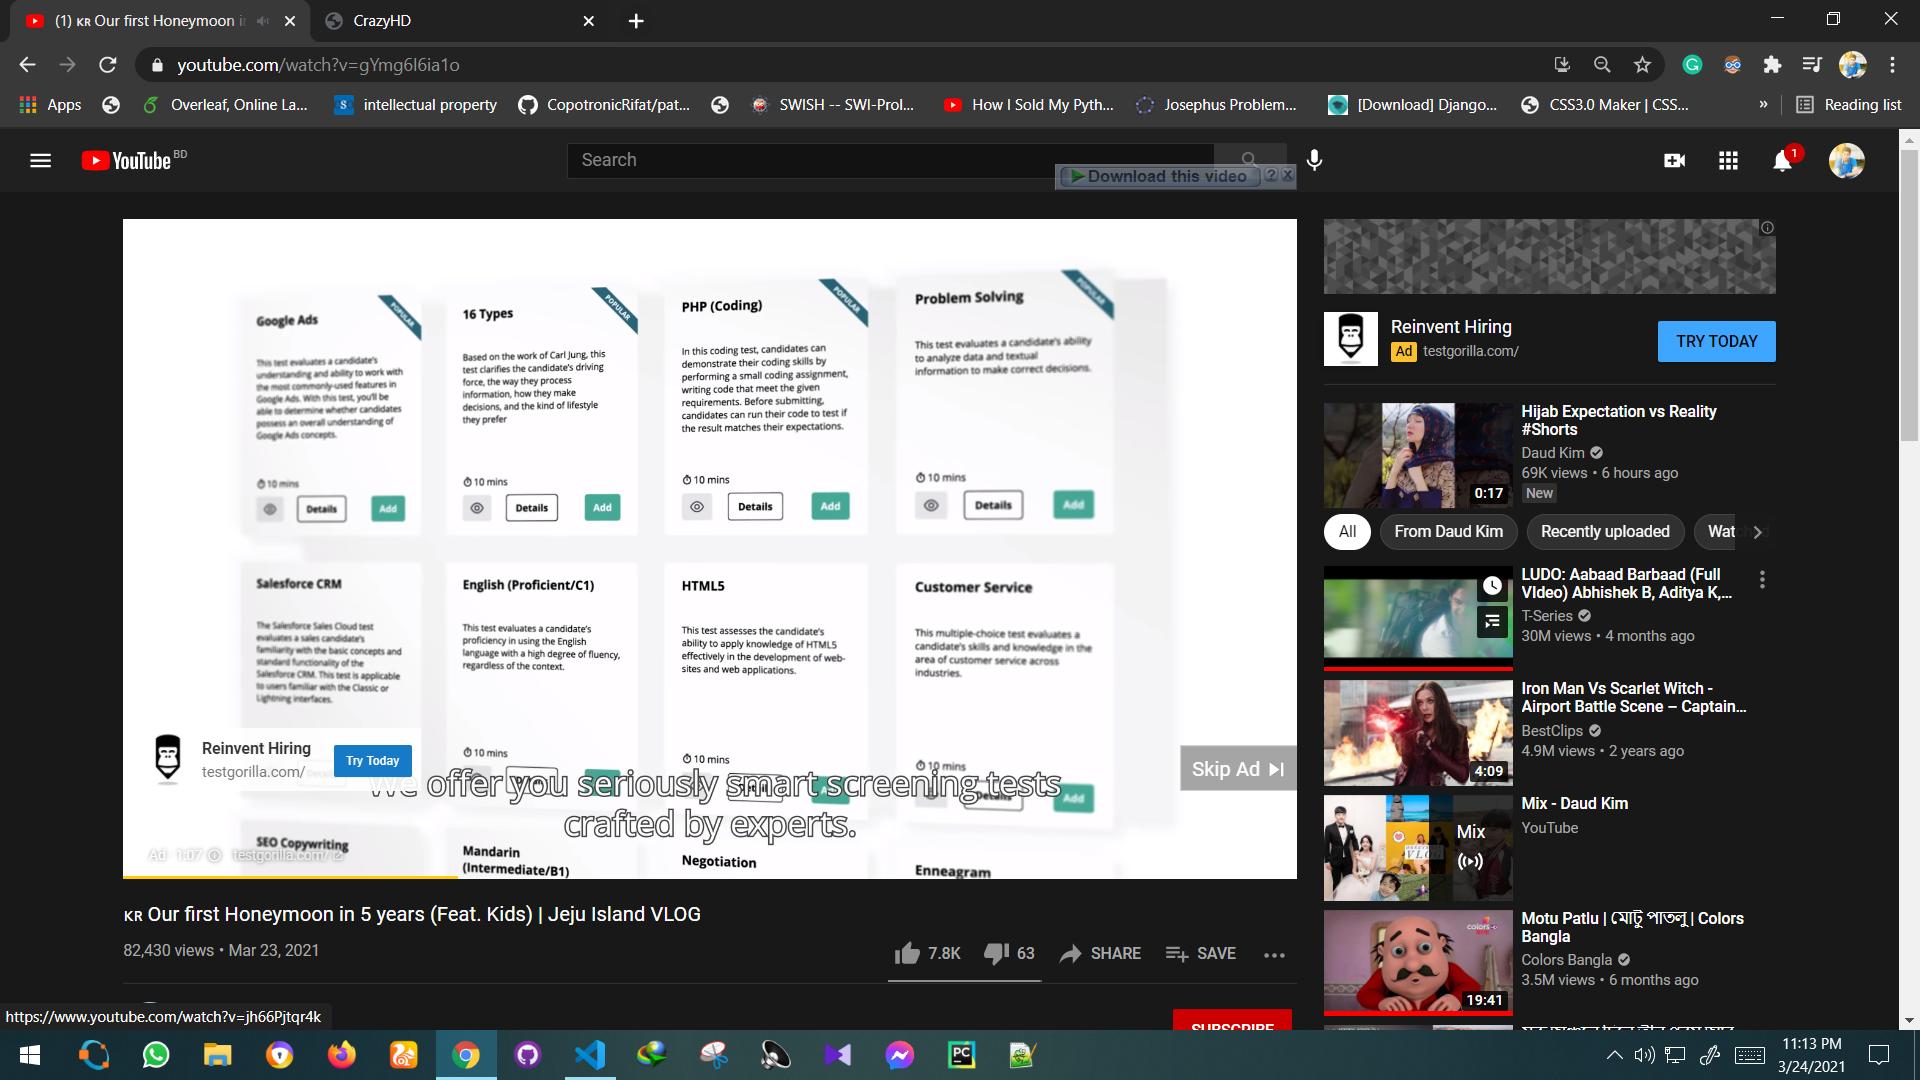 (1) KR Our first Honeymoon i
CrazyHD
youtube.com/watch?v=gYmg6I6ia1o
Apps
Overleaf, Online La...
intellectual property
CopotronicRifat/pat...
SWISH -- SWI-Prol...
How I Sold My Pyth...
Josephus Problem...
[Download] Django...
CSS3.0 Maker | CSS...
»
Reading list
YouTube BD
Search
Download this video
1
Google Ads
POPULAR
This test evaluates a candidate's
understanding and ability to work with
the most commonly-used features in
Google Ads. With this test, you'll be
able to determine whether candidates
possess an overall understanding of
Google Ads concepts.
10 mins
Details
Add
16 Types
POPULAR
Based on the work of Carl Jung, this
test clarifies the candidate's driving
force, the way they process
information, how they make
decisions, and the kind of lifestyle
they prefer
10 mins
Details
Add
PHP (Coding)
POPULAR
In this coding test, candidates can
demonstrate their coding skills by
performing a small coding assignment,
writing code that meet the given
requirements. Before submitting,
candidates can run their code to test if
the result matches their expectations.
10 mins
Details
Add
Problem Solving
POPULAR
This test evaluates a candidate's ability
to analyze data and textual
information to make correct decisions.
10 mins
Details
Add
Salesforce CRM
The Salesforce Sales Cloud test
evaluates a sales candidate's
familiarity with the basic concepts and
standard functionality of the
Salesforce CRM. This test is applicable
to users familiar with the Classic or
Lightning interfaces.
English (Proficient/C1)
This test evaluates a candidate's
proficiency in using the English
language with a high degree of fluency,
regardless of the context.
10 mins
HTML5
This test assesses the candidate's
ability to apply knowledge of HTML5
effectively in the development of web-
sites and web applications.
10 mins
Details
Customer Service
This multiple-choice test evaluates a
candidate's skills and knowledge in the
area of customer service across
industries.
10 mins
Details
Add
Reinvent Hiring
testgorilla.com/
Try Today
We offer you seriously smart screening tests
crafted by experts.
Skip Ad
SEO Copywriting
Mandarin
(Intermediate/B1)
Negotiation
Enneagram
Ad · 1:07
testgorilla.com/
KR Our first Honeymoon in 5 years (Feat. Kids) | Jeju Island VLOG
82,430 views • Mar 23, 2021
7.8K
63
SHARE
SAVE
SUBSCRIBE
Reinvent Hiring
Ad testgorilla.com/
TRY TODAY
Hijab Expectation vs Reality
#Shorts
Daud Kim
69K views • 6 hours ago
New
0:17
All
From Daud Kim
Recently uploaded
Wat
LUDO: Aabaad Barbaad (Full
VIdeo) Abhishek B, Aditya K,...
T-Series
30M views • 4 months ago
Iron Man Vs Scarlet Witch -
Airport Battle Scene – Captain...
BestClips
4.9M views • 2 years ago
4:09
Mix - Daud Kim
YouTube
Mix
Motu Patlu | মোটু পাতলু | Colors
Bangla
Colors Bangla
3.5M views • 6 months ago
19:41
https://www.youtube.com/watch?v=jh66Pjtqr4k
PC
11:13 PM
3/24/2021